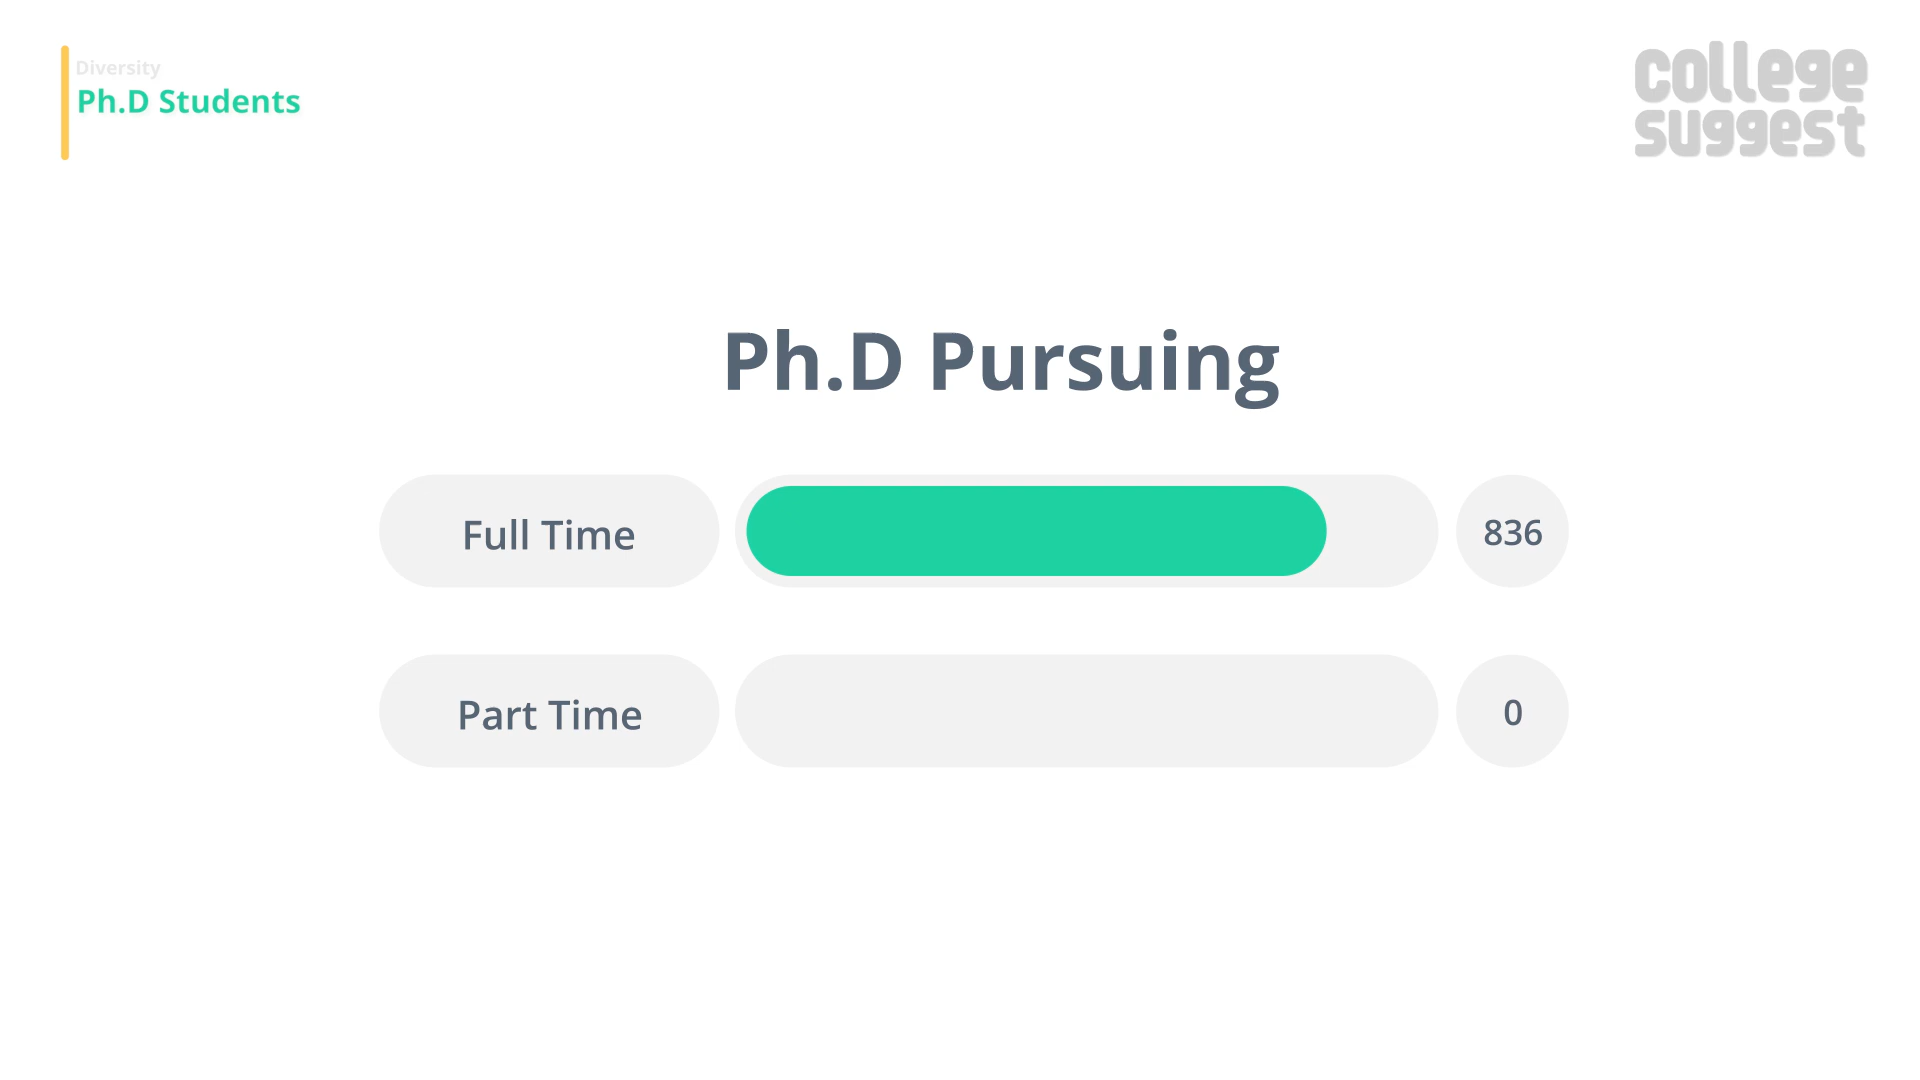 Diversity
Ph.D Students
college
suggest
Ph.D Pursuing
Full Time
836
Part Time
0